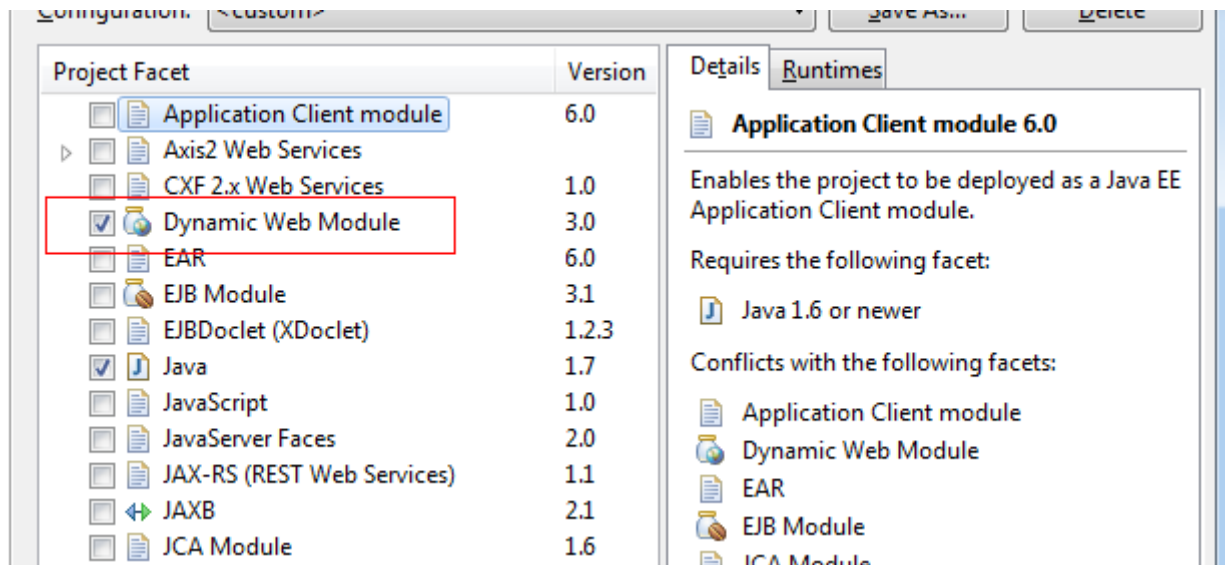 Configuration: <custom> Save As... Delete
Project Facet Version
Application Client module 6.0
Axis2 Web Services
CXF 2.x Web Services 1.0
Dynamic Web Module 3.0
EAR 6.0
EJB Module 3.1
EJBDoclet (XDoclet) 1.2.3
Java 1.7
JavaScript 1.0
JavaServer Faces 2.0
JAX-RS (REST Web Services) 1.1
JAXB 2.1
JCA Module 1.6
Details Runtimes
Application Client module 6.0
Enables the project to be deployed as a Java EE
Application Client module.
Requires the following facet:
Java 1.6 or newer
Conflicts with the following facets:
Application Client module
Dynamic Web Module
EAR
EJB Module
JCA Module